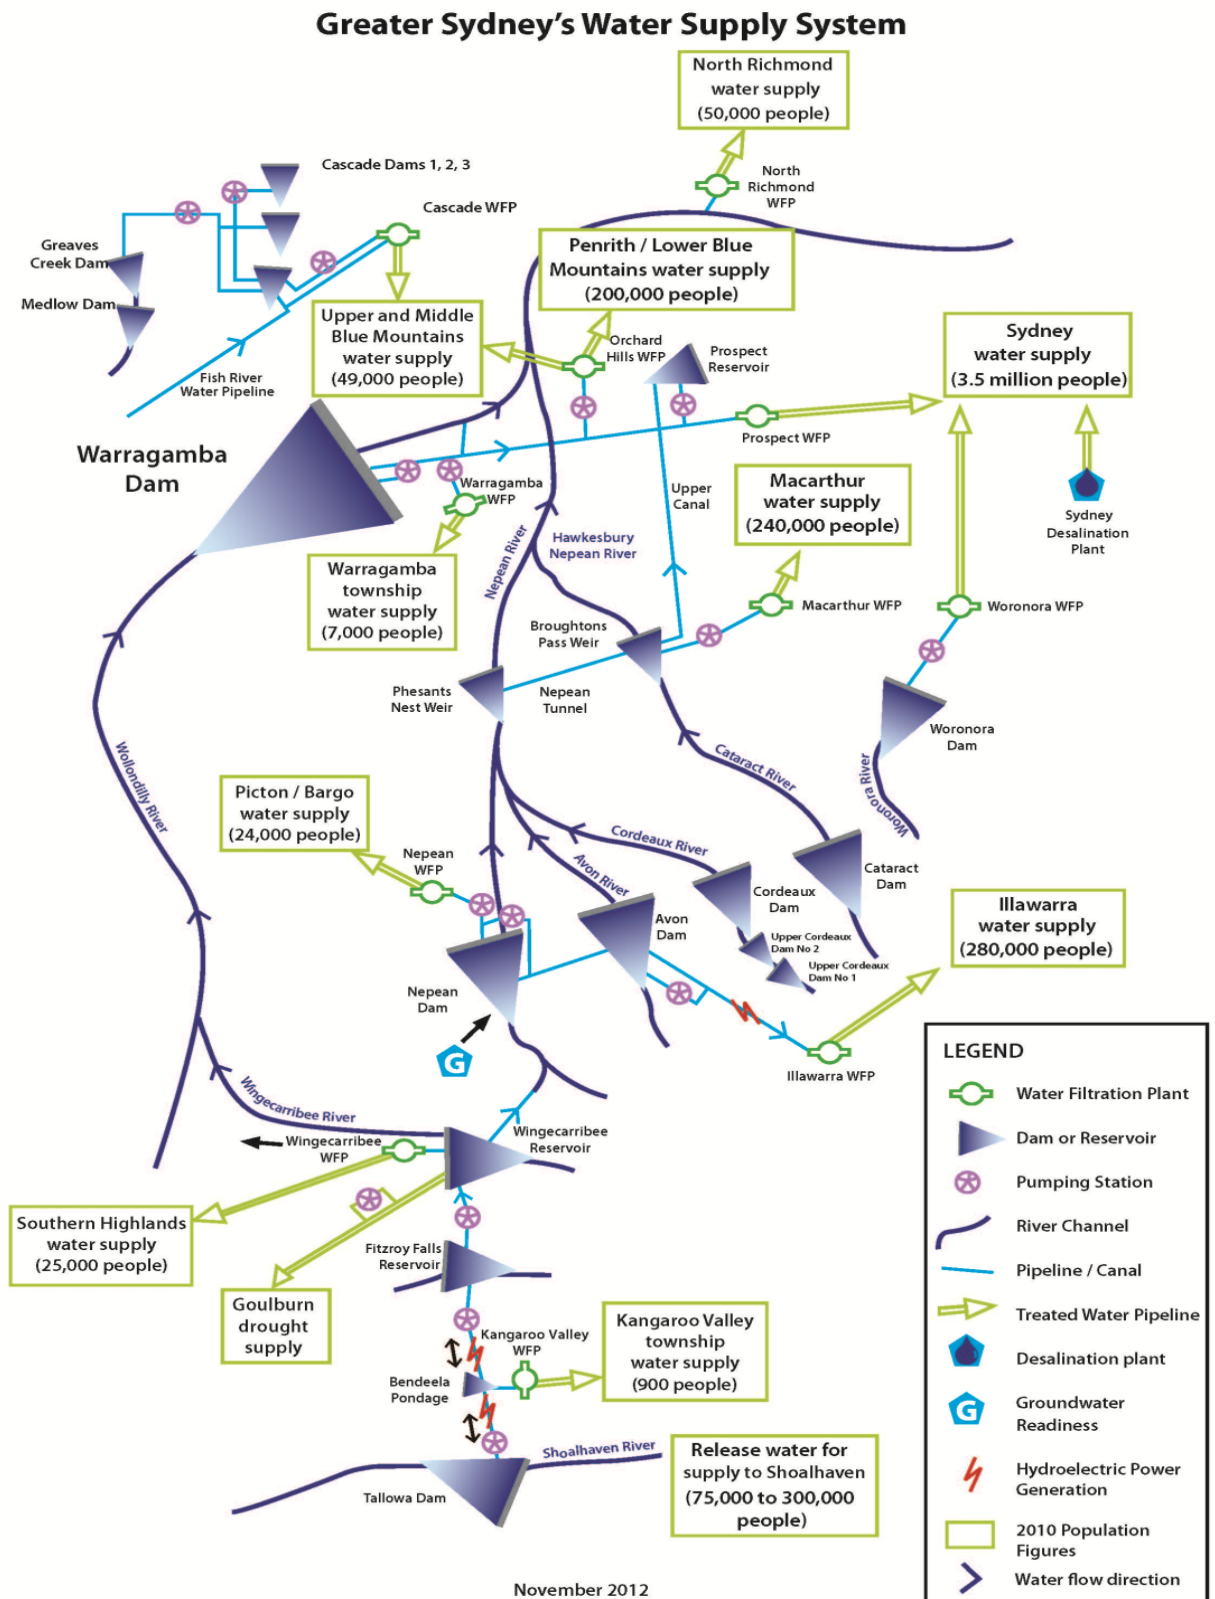 Greater Sydney's Water Supply System
North Richmond
water supply
(50,000 people)
North
Richmond
WFP
Cascade Dams 1, 2, 3
Cascade WFP
Greaves
Creek Dam
Medlow Dam
Fish River
Water Pipeline
Upper and Middle
Blue Mountains
water supply
(49,000 people)
Penrith / Lower Blue
Mountains water supply
(200,000 people)
Orchard
Hills WFP
Prospect
Reservoir
Prospect WFP
Sydney
water supply
(3.5 million people)
Sydney
Desalination
Plant
Warragamba
Dam
Warragamba
WFP
Warragamba
township
water supply
(7,000 people)
Nepean River
Hawkesbury
Nepean River
Upper
Canal
Macarthur
water supply
(240,000 people)
Macarthur WFP
Woronora WFP
Broughtons
Pass Weir
Phesants
Nest Weir
Nepean
Tunnel
Woronora
Dam
Woronora River
Wollondilly River
Cataract River
Picton / Bargo
water supply
(24,000 people)
Nepean
WFP
Cordeaux River
Avon River
Cataract
Dam
Cordeaux
Dam
Avon
Dam
Upper Cordeaux
Dam No 2
Upper Cordeaux
Dam No 1
Illawarra
water supply
(280,000 people)
Nepean
Dam
G
Illawarra WFP
Wingecarribee River
Wingecarribee
WFP
Wingecarribee
Reservoir
Southern Highlands
water supply
(25,000 people)
Fitzroy Falls
Reservoir
Goulburn
drought
supply
Kangaroo Valley
WFP
Kangaroo Valley
township
water supply
(900 people)
Bendeela
Pondage
Shoalhaven River
Tallowa Dam
Release water for
supply to Shoalhaven
(75,000 to 300,000
people)
LEGEND
Water Filtration Plant
Dam or Reservoir
Pumping Station
River Channel
Pipeline / Canal
Treated Water Pipeline
Desalination plant
G
Groundwater
Readiness
Hydroelectric Power
Generation
2010 Population
Figures
Water flow direction
November 2012